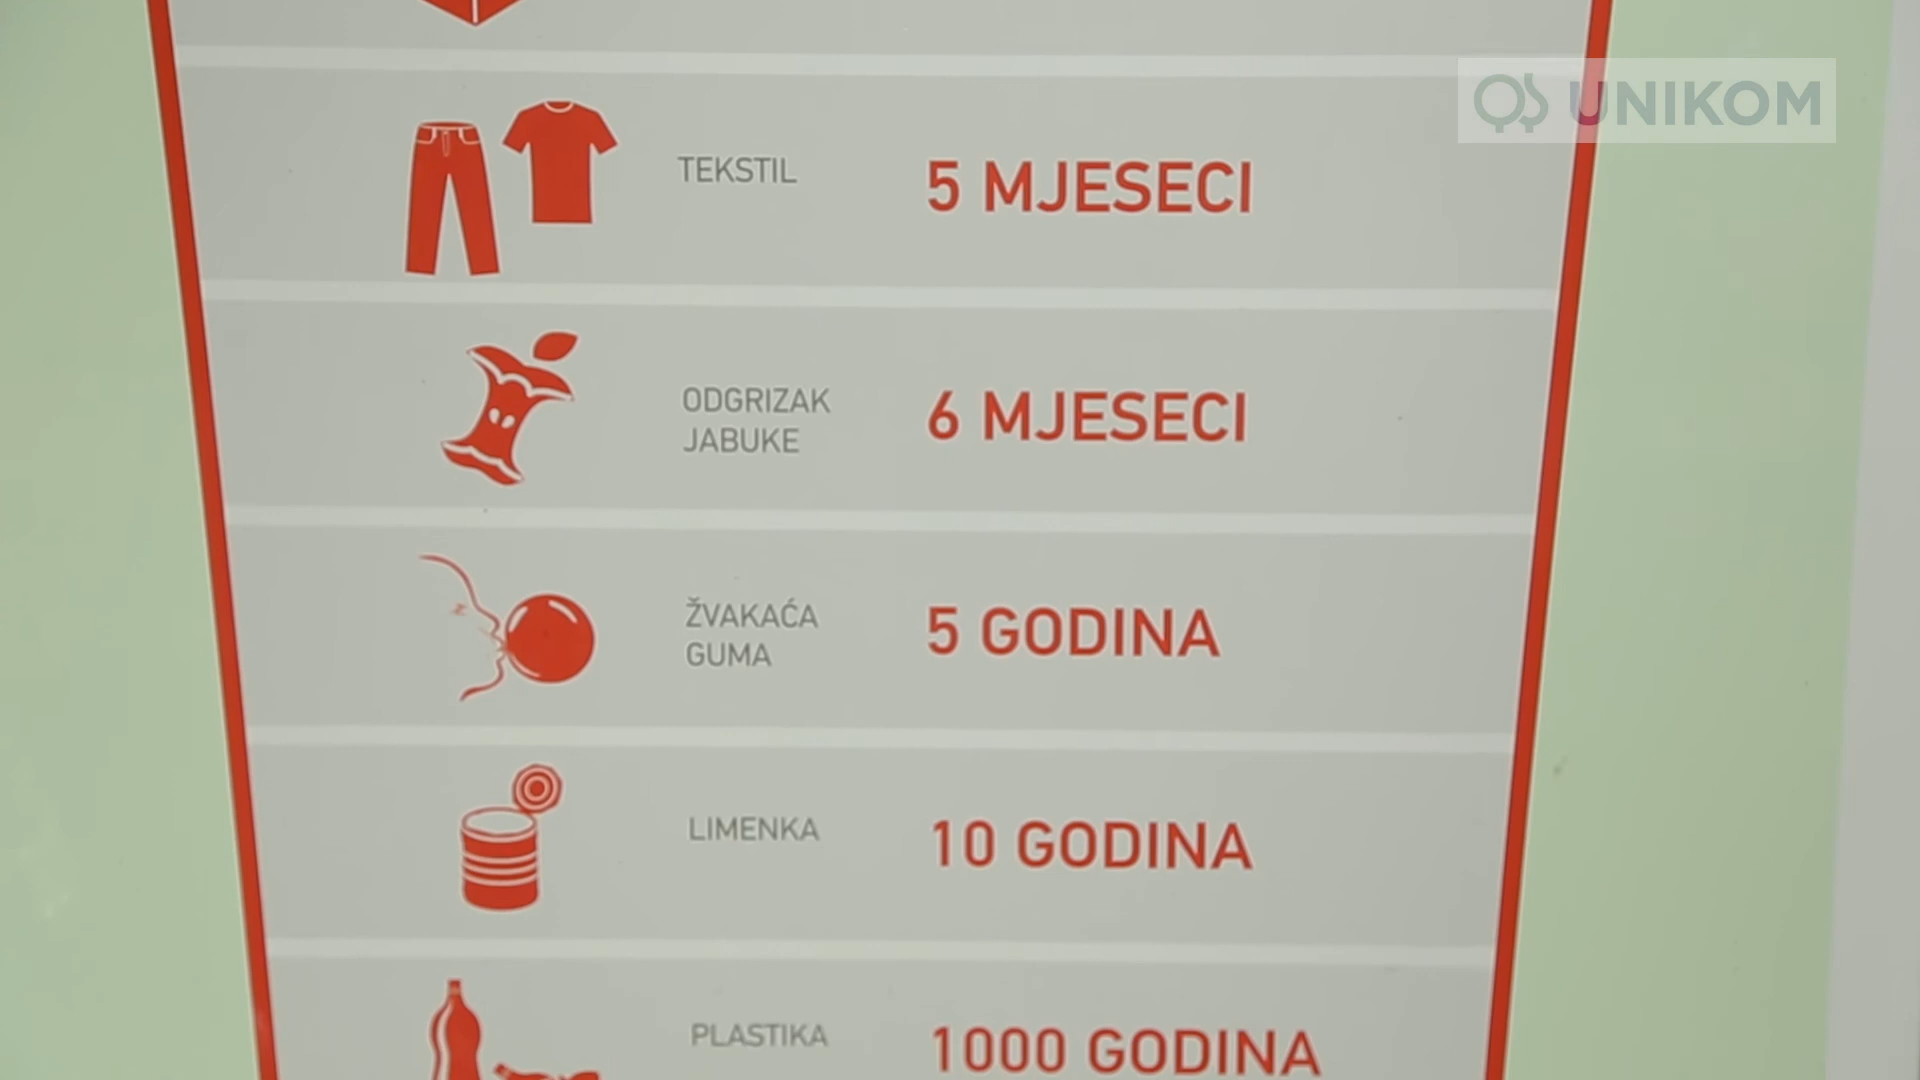 UNIKOM
TEKSTIL
5 MJESECI
ODGRIZAK
JABUKE
6 MJESECI
ŽVAKAĆA
GUMA
5 GODINA
LIMENKA
10 GODINA
PLASTIKA
1000 GODINA